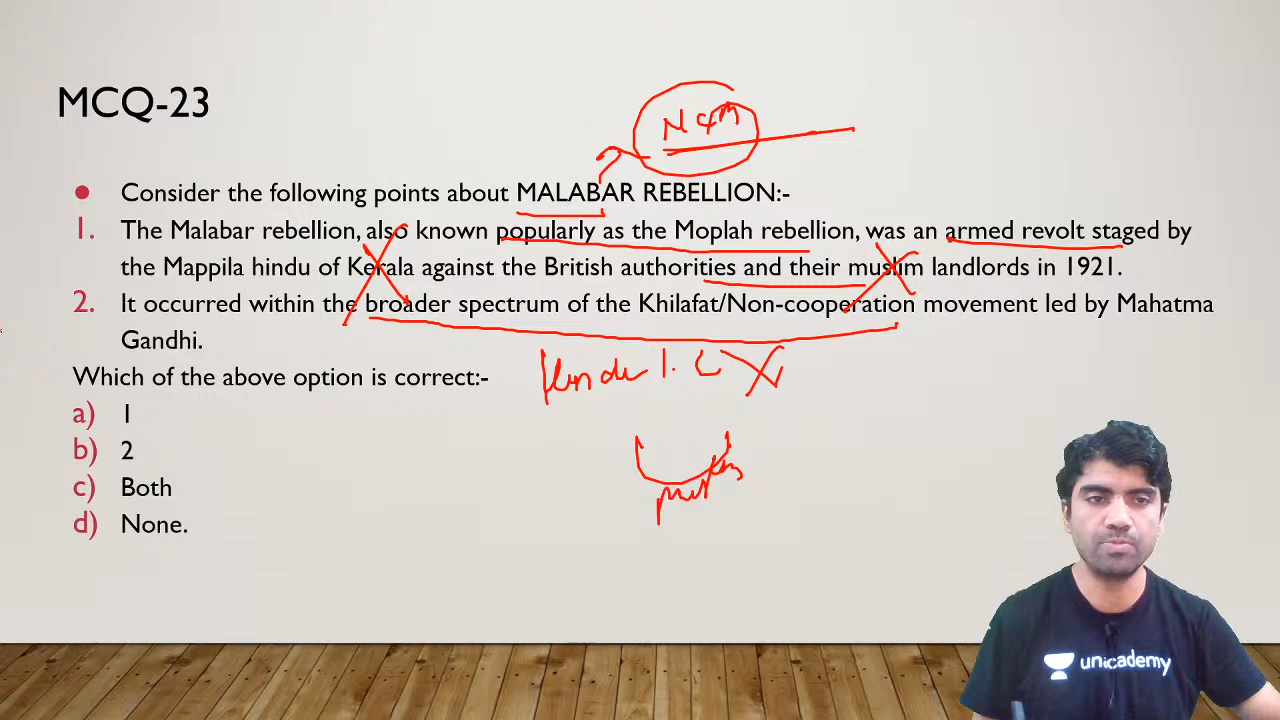 MCQ-23
NCM
Consider the following points about MALABAR REBELLION:-
1. The Malabar rebellion, also known popularly as the Moplah rebellion, was an armed revolt staged by
the Mappila hindu of Kerala against the British authorities and their muslim landlords in 1921.
2. It occurred within the broader spectrum of the Khilafat/Non-cooperation movement led by Mahatma
Gandhi.
Which of the above option is correct:-
a) 1
b) 2
c) Both
d) None.
unacademy